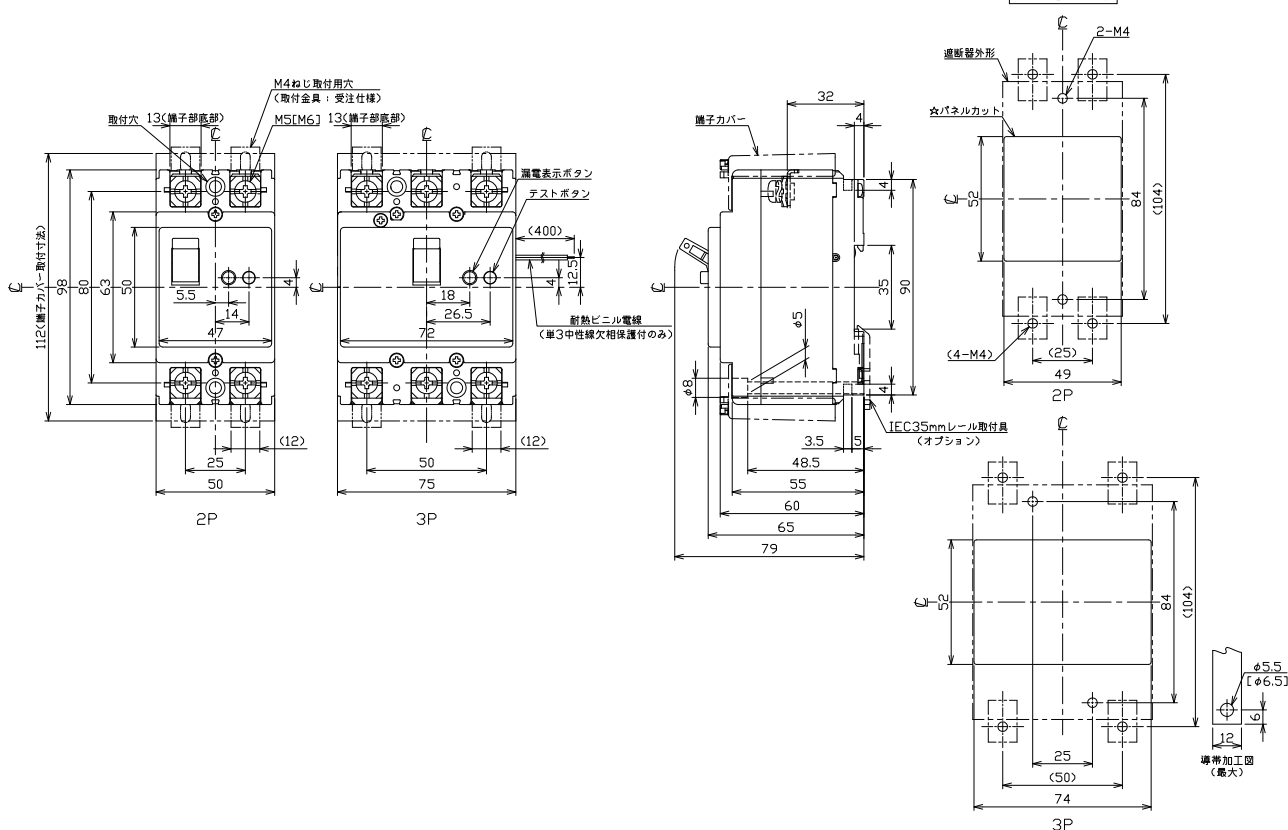 M4ねじ取付用穴
(取付金具：受注仕様)
取付穴
13(端子部底部)
M5[M6]
13(端子部底部)
℄
℄
漏電表示ボタン
テストボタン
(400)
12.5
4
℄
112(端子カバー取付寸法)
98
80
63
50
5.5
14
4
47
℄
18
26.5
72
耐熱ビニル電線
(単3中性線欠相保護付のみ)
(12)
25
50
2P
(12)
50
75
3P
32
4
端子カバー
4
℄
35
90
φ5
φ8
4
IEC35mmレール取付具
(オプション)
3.5
5
48.5
55
60
65
79
℄
2-M4
遮断器外形
☆パネルカット
℄
52
84
(104)
(4-M4)
(25)
49
2P
℄
℄
52
84
(104)
25
(50)
74
3P
φ5.5
[φ6.5]
6
12
導帯加工図
(最大)